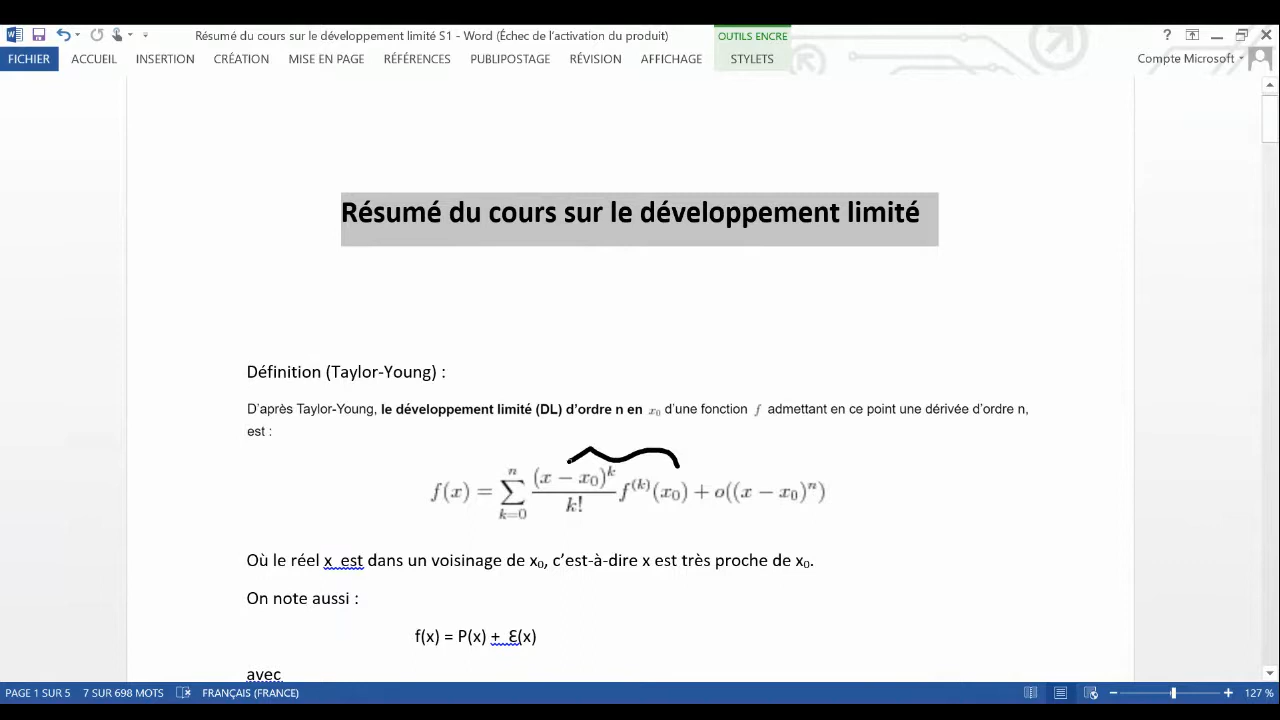 Résumé du cours sur le développement limité S1 - Word (Échec de l'activation du produit)
OUTILS ENCRE
?
FICHIER ACCUEIL INSERTION CRÉATION MISE EN PAGE RÉFÉRENCES PUBLIPOSTAGE RÉVISION AFFICHAGE STYLETS Compte Microsoft
Résumé du cours sur le développement limité
Définition (Taylor-Young) :
D'après Taylor-Young, le développement limité (DL) d'ordre n en x₀ d'une fonction f admettant en ce point une dérivée d'ordre n,
est :
f(x) = ∑_{k=0}^{n} (x − x₀)^k / k! f^{(k)}(x₀) + o((x − x₀)^n)
Où le réel x est dans un voisinage de x₀, c'est-à-dire x est très proche de x₀.
On note aussi :
f(x) = P(x) + Ɛ(x)
avec
PAGE 1 SUR 5 7 SUR 698 MOTS FRANÇAIS (FRANCE) 127 %